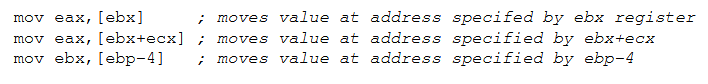 mov eax,[ebx] ; moves value at address specifed by ebx register
mov eax,[ebx+ecx] ; moves value at address specified by ebx+ecx
mov ebx,[ebp-4] ; moves value at address specified by ebp-4